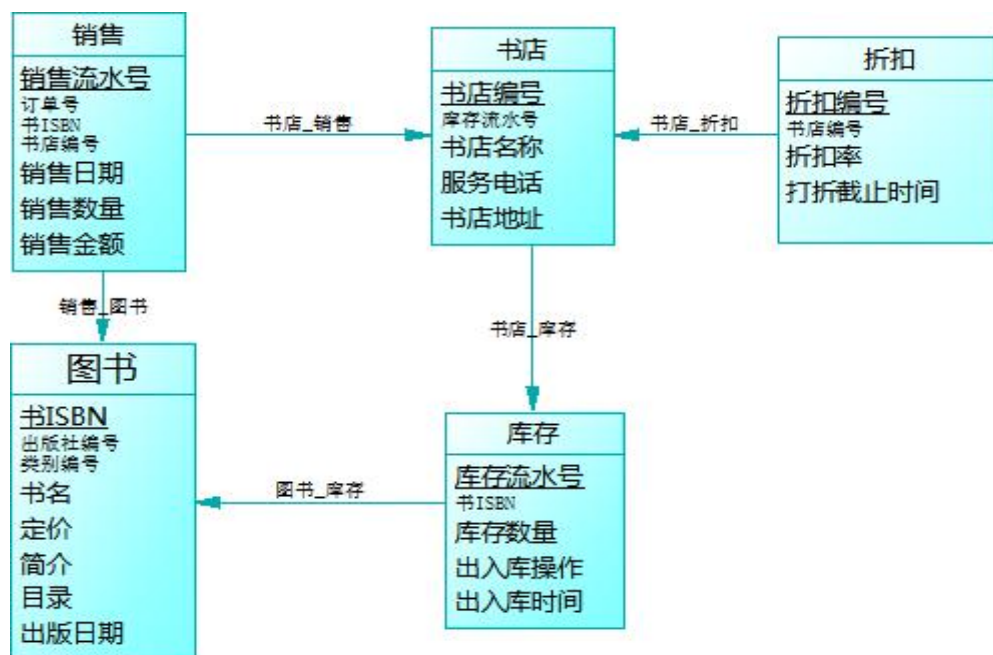 销售
销售流水号
订单号
书ISBN
书店编号
销售日期
销售数量
销售金额
书店_销售
书店
书店编号
库存流水号
书店名称
服务电话
书店地址
书店_折扣
折扣
折扣编号
书店编号
折扣率
打折截止时间
销售_图书
书店_库存
图书
书ISBN
出版社编号
类别编号
书名
定价
简介
目录
出版日期
图书_库存
库存
库存流水号
书ISBN
库存数量
出入库操作
出入库时间